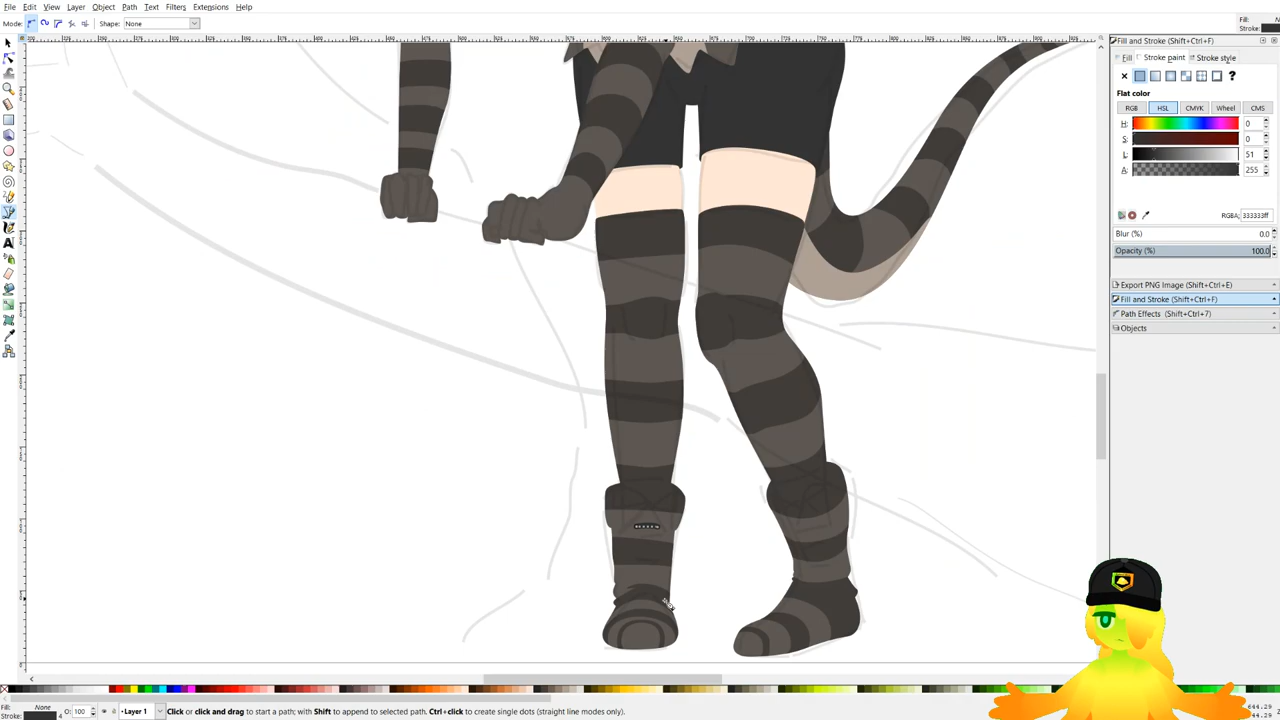 File Edit View Layer Object Path Text Filters Extensions Help
Mode: Shape: None
Fill:
Stroke:
Fill and Stroke (Shift+Ctrl+F)
Fill Stroke paint Stroke style
?
Flat color
RGB HSL CMYK Wheel CMS
H: 0
S: 0
L: 51
A: 255
RGBA: 333333ff
Blur (%) 0.0
Opacity (%) 100.0
Export PNG Image (Shift+Ctrl+E)
Fill and Stroke (Shift+Ctrl+F)
Path Effects (Shift+Ctrl+7)
Objects
Fill: None
Stroke: 4
O: 100
Layer 1
Click or click and drag to start a path; with Shift to append to selected path. Ctrl+click to create single dots (straight line modes only).